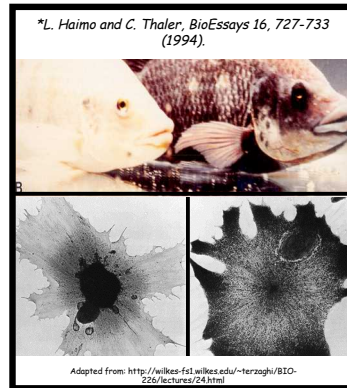 *L. Haimo and C. Thaler, BioEssays 16, 727-733
(1994).
B
Adapted from: http://wilkes-fs1.wilkes.edu/~terzaghi/BIO-
226/lectures/24.html